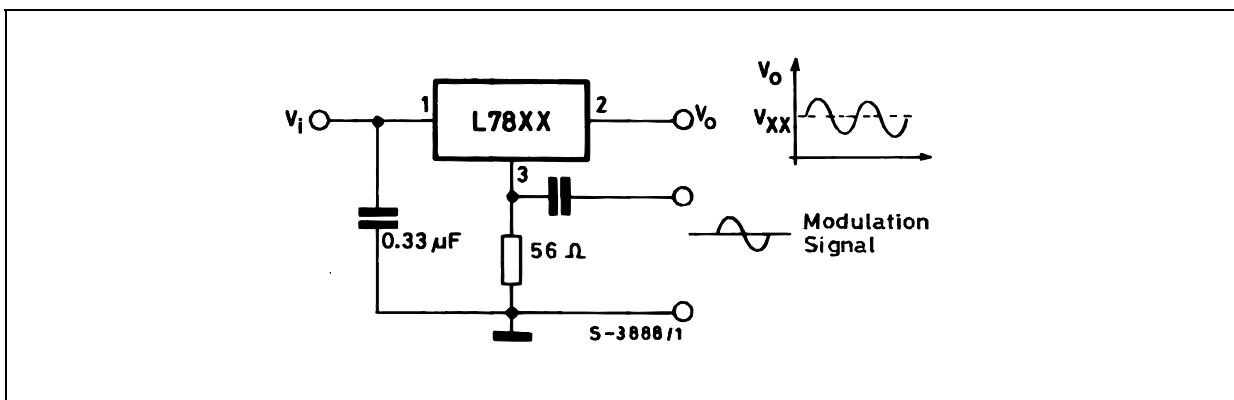 Vi
1
L78XX
2
Vo
3
0.33 µF
56 Ω
S-3888/1
Vo
VXX
Modulation
Signal